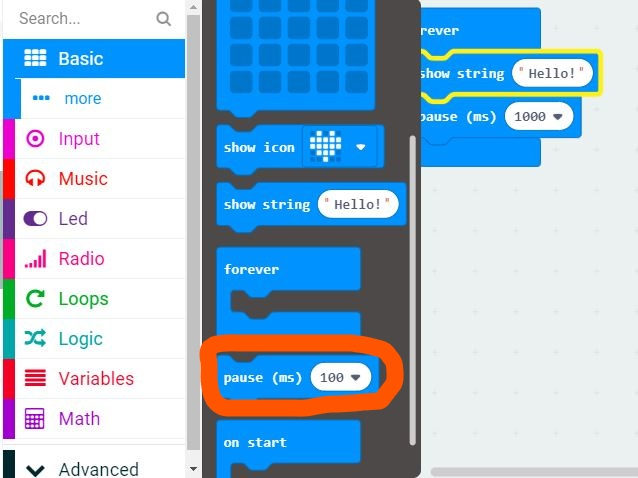 Search...
Basic
more
Input
Music
Led
Radio
Loops
Logic
Variables
Math
Advanced
show icon
show string "Hello!"
forever
pause (ms) 100
on start
rever
show string "Hello!"
pause (ms) 1000